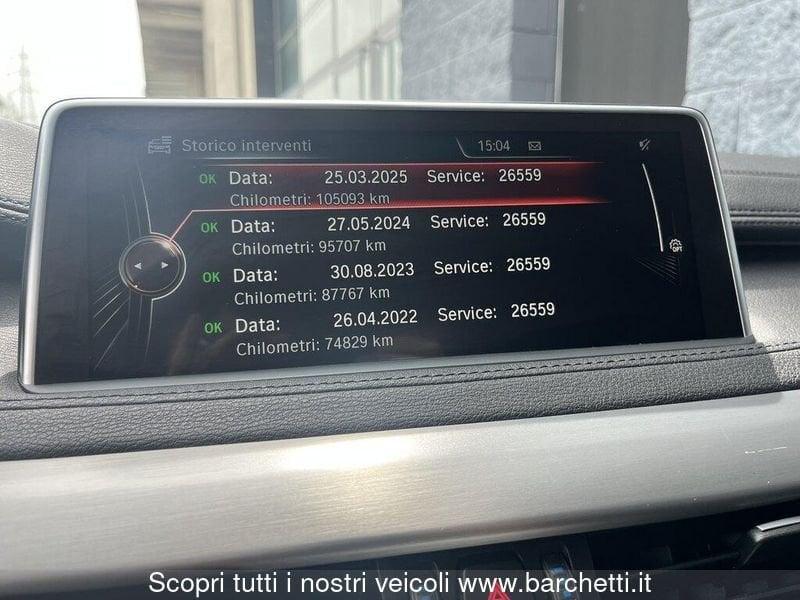 Storico interventi 15:04
OK Data: 25.03.2025 Service: 26559
Chilometri: 105093 km
OK Data: 27.05.2024 Service: 26559
Chilometri: 95707 km
OK Data: 30.08.2023 Service: 26559
Chilometri: 87767 km
OK Data: 26.04.2022 Service: 26559
Chilometri: 74829 km
OPT
Scopri tutti i nostri veicoli www.barchetti.it